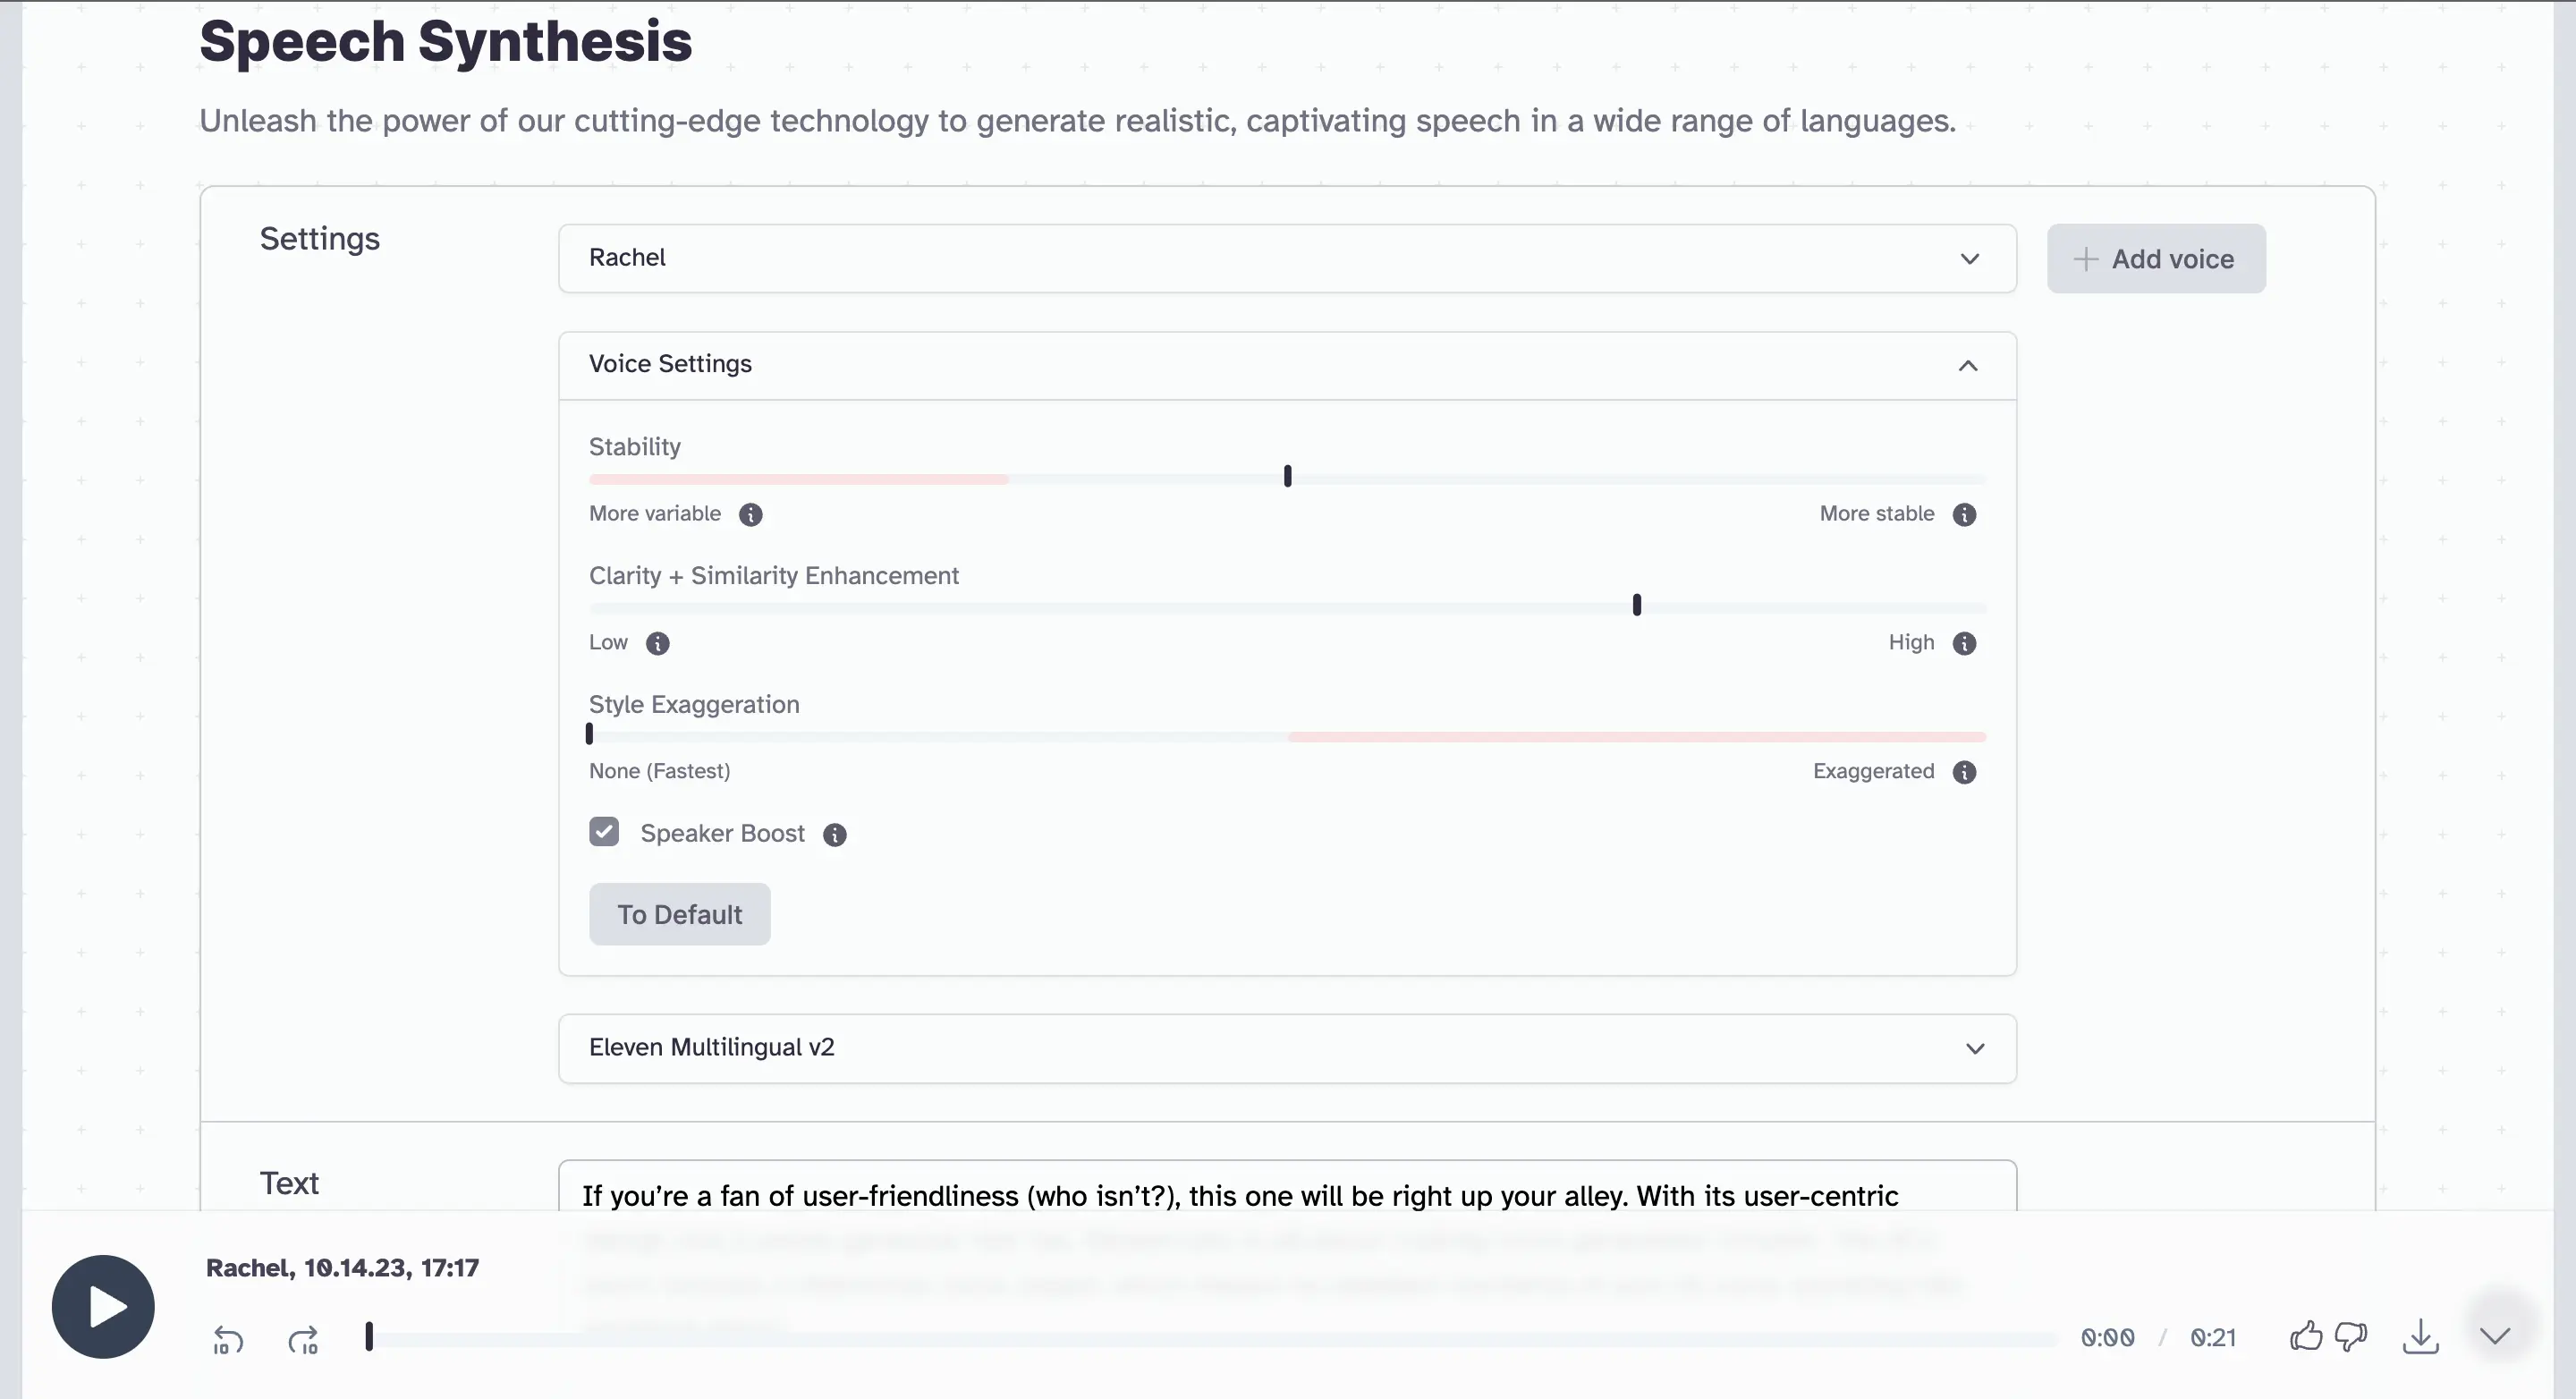 Speech Synthesis
Unleash the power of our cutting-edge technology to generate realistic, captivating speech in a wide range of languages.
Settings
Rachel
Add voice
Voice Settings
Stability
More variable
More stable
Clarity + Similarity Enhancement
Low
High
Style Exaggeration
None (Fastest)
Exaggerated
Speaker Boost
To Default
Eleven Multilingual v2
Text
If you’re a fan of user-friendliness (who isn’t?), this one will be right up your alley. With its user-centric
Rachel, 10.14.23, 17:17
10
10
0:00 / 0:21